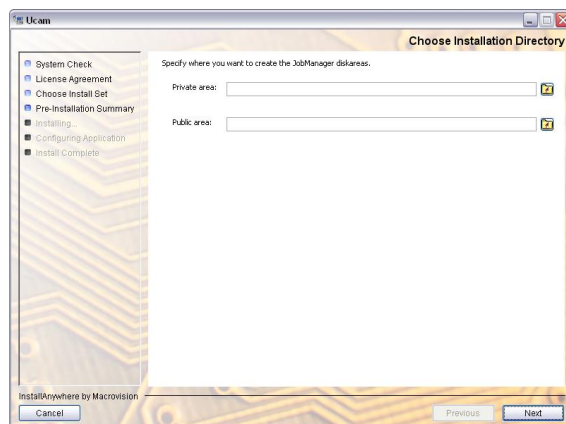 Ucam
Choose Installation Directory
System Check
License Agreement
Choose Install Set
Pre-Installation Summary
Installing...
Configuring Application
Install Complete
Specify where you want to create the JobManager diskareas.
Private area:
Public area:
InstallAnywhere by Macrovision
Cancel
Previous
Next